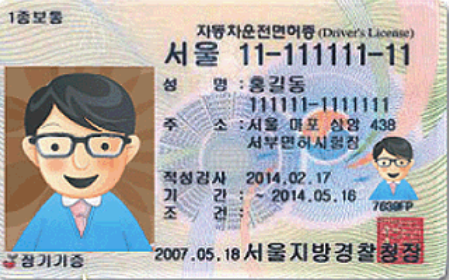 1종보통
자동차운전면허증 (Driver's License)
서울 11-111111-11
성 명 : 홍길동
111111-1111111
주 소 : 서울 마포 상암 438
서부면허시험장
적성검사 2014.02.17
기 간 : ~ 2014.05.16
조 건 :
7639FP
장기기증
2007.05.18 서울지방경찰청장